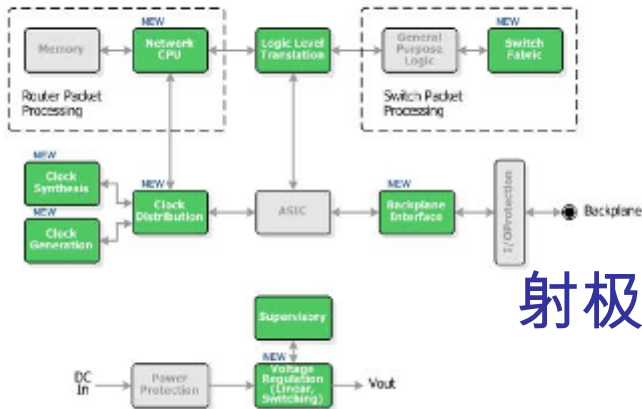 NEW
NEW
Memory
Network
CPU
Logic Level
Translation
General
Purpose
Logic
Switch
Fabric
Router Packet
Processing
Switch Packet
Processing
NEW
Clock
Synthesis
NEW
NEW
NEW
Clock
Generation
Clock
Distribution
ASIC
Backplane
Interface
I/OProtection
Backplane
射极
Supervisory
NEW
DC
In
Power
Protection
Voltage
Regulation
(Linear,
Switching)
Vout